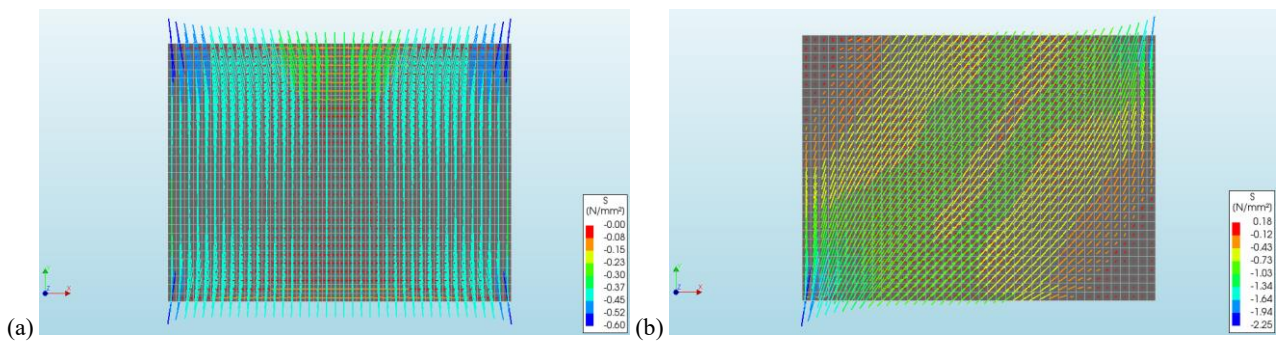 S
(N/mm²)
-0.00
-0.08
-0.15
-0.23
-0.30
-0.37
-0.45
-0.52
-0.60
Y
Z
X
(a)
S
(N/mm²)
0.18
-0.12
-0.43
-0.73
-1.03
-1.34
-1.64
-1.94
-2.25
Y
Z
X
(b)